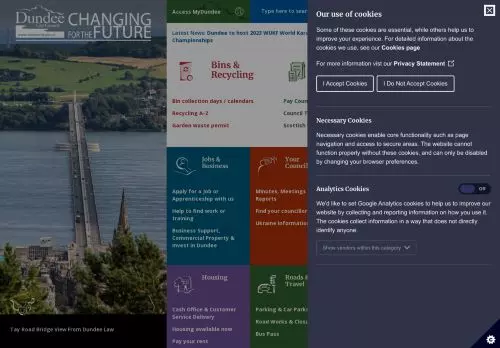 Dundee
CHANGING
FOR THE FUTURE
Access MyDundee
Type here to sear
Latest News: Dundee to host 2023 WUKF World Kara
Championships
Bins &
Recycling
Bin collection days / calendars
Recycling A-Z
Garden waste permit
Pay Coun
Council T
Scottish
Jobs &
Business
Apply for a Job or
Apprenticeship with us
Help to find work or
training
Business Support,
Commercial Property &
Invest in Dundee
Your
Counci
Minutes, Meetings
Reports
Find your councillor
Ukraine Information
Housing
Cash Office & Customer
Service Delivery
Housing available now
Pay your rent
Roads &
Travel
Parking & Car Parks
Road Works & Closu
Bus Pass
Tay Road Bridge View From Dundee Law
Our use of cookies
Some of these cookies are essential, while others help us to
improve your experience. For detailed information about the
cookies we use, see our Cookies page
For more information vist our Privacy Statement
I Accept Cookies
I Do Not Accept Cookies
Necessary Cookies
Necessary cookies enable core functionality such as page
navigation and access to secure areas. The website cannot
function properly without these cookies, and can only be disabled
by changing your browser preferences.
Analytics Cookies
Off
We'd like to set Google Analytics cookies to help us to improve our
website by collecting and reporting information on how you use it.
The cookies collect information in a way that does not directly
identify anyone.
Show vendors within this category